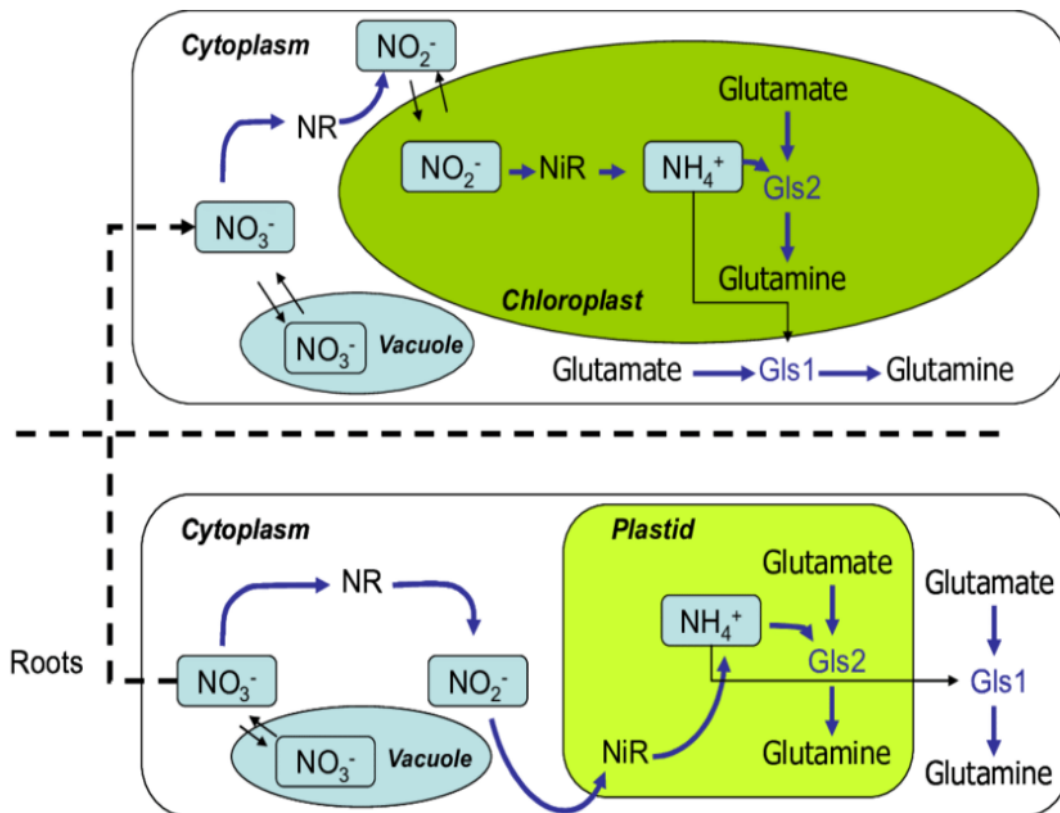 Cytoplasm
NO₂⁻
NR
Glutamate
NO₂⁻
NiR
NH₄⁺
Gls2
NO₃⁻
Glutamine
Chloroplast
NO₃⁻
Vacuole
Glutamate
Gls1
Glutamine
Cytoplasm
Plastid
NR
Glutamate
Glutamate
NH₄⁺
Roots
NO₃⁻
NO₂⁻
Gls2
Gls1
NO₃⁻
Vacuole
NiR
Glutamine
Glutamine